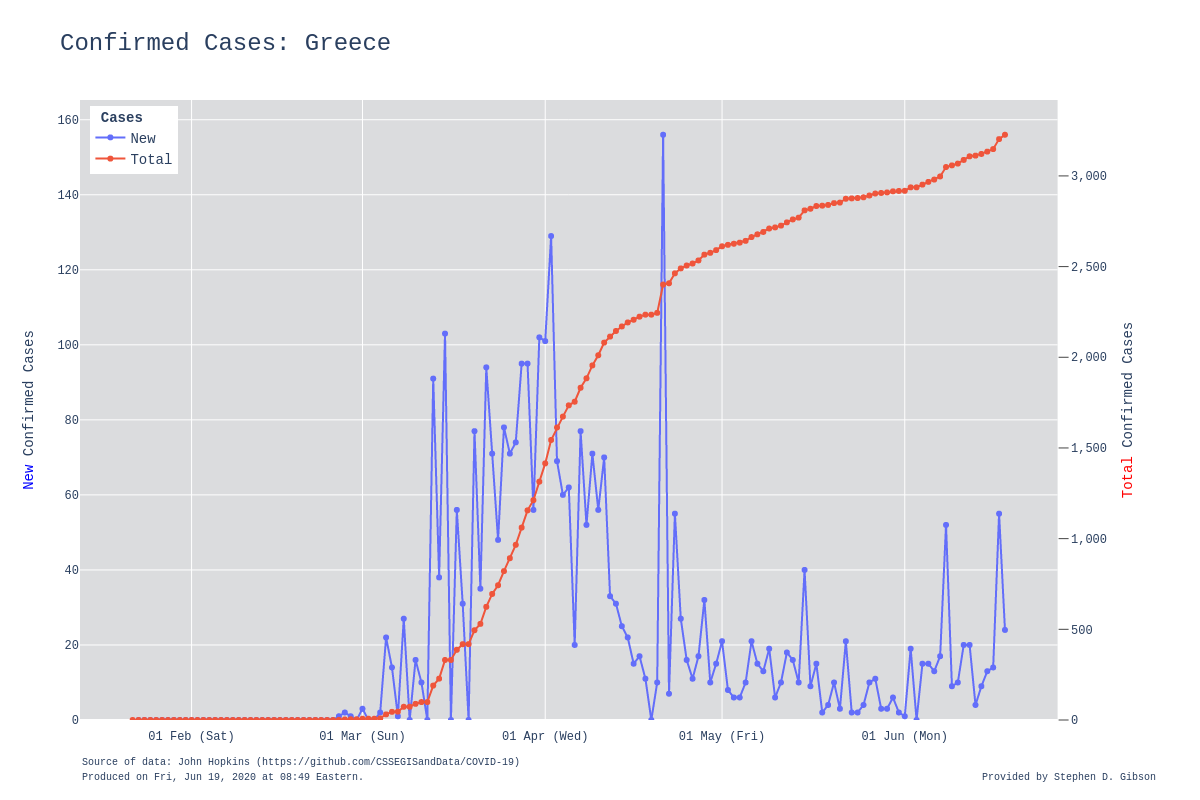 Confirmed Cases: Greece
Cases
New
Total
160
140
120
100
80
60
40
20
0
3,000
2,500
2,000
1,500
1,000
500
0
New Confirmed Cases
Total Confirmed Cases
01 Feb (Sat)
01 Mar (Sun)
01 Apr (Wed)
01 May (Fri)
01 Jun (Mon)
Source of data: John Hopkins (https://github.com/CSSEGISandData/COVID-19)
Produced on Fri, Jun 19, 2020 at 08:49 Eastern.
Provided by Stephen D. Gibson